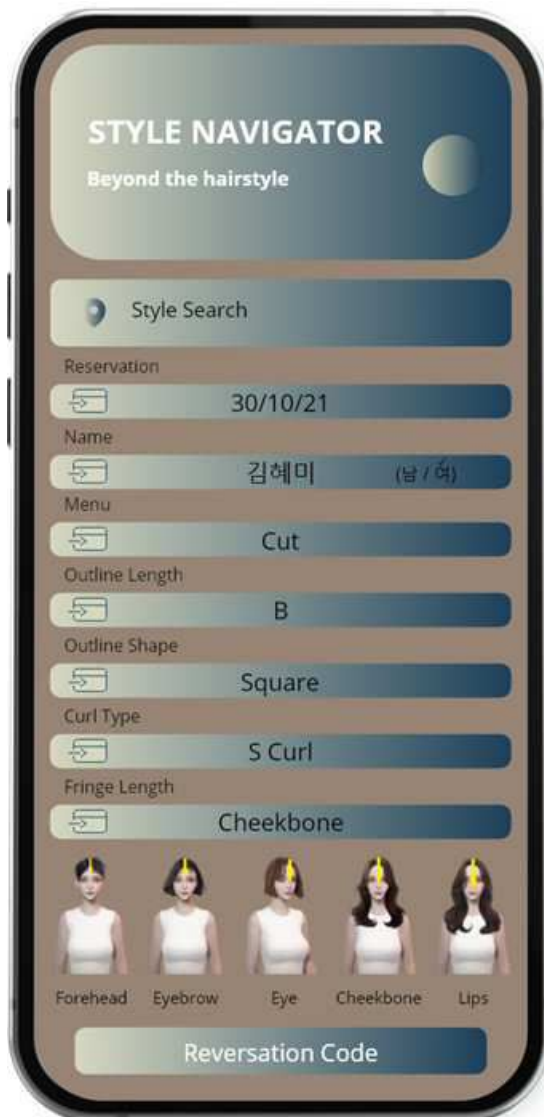 STYLE NAVIGATOR
Beyond the hairstyle
Style Search
Reservation
30/10/21
Name
김혜미 (남 / 여)
Menu
Cut
Outline Length
B
Outline Shape
Square
Curl Type
S Curl
Fringe Length
Cheekbone
Forehead Eyebrow Eye Cheekbone Lips
Reversation Code